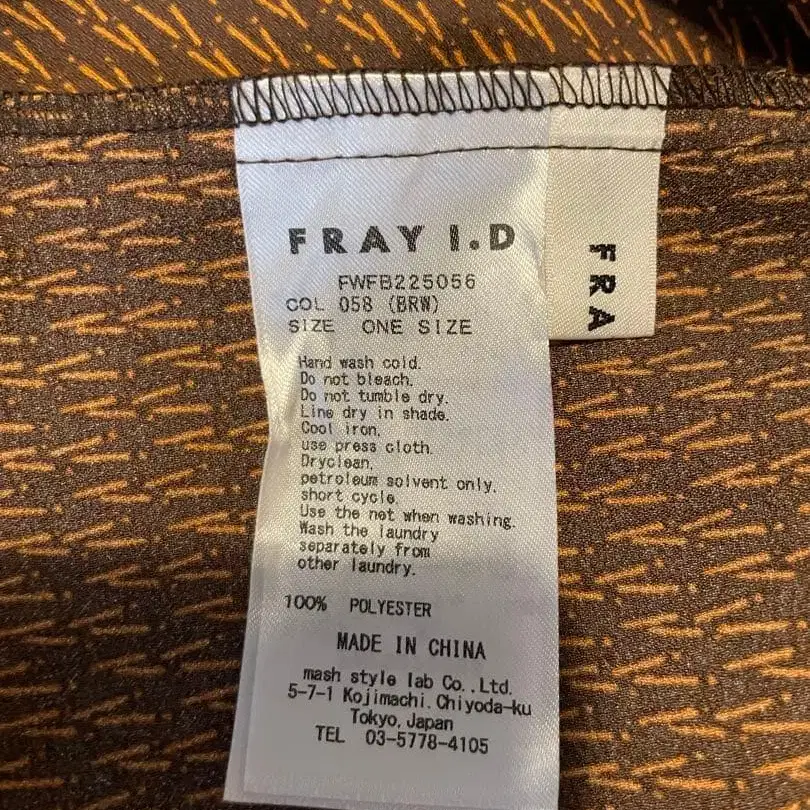 FRAY I.D
FWFB225056
COL 058 (BRW)
SIZE ONE SIZE
Hand wash cold.
Do not bleach.
Do not tumble dry.
Line dry in shade.
Cool iron.
use press cloth.
Dryclean.
petroleum solvent only.
short cycle.
Use the net when washing.
Wash the laundry
separately from
other laundry.
100% POLYESTER
MADE IN CHINA
mash style lab Co.,Ltd.
5-7-1 Kojimachi.Chiyoda-ku
Tokyo,Japan
TEL 03-5778-4105
FRA